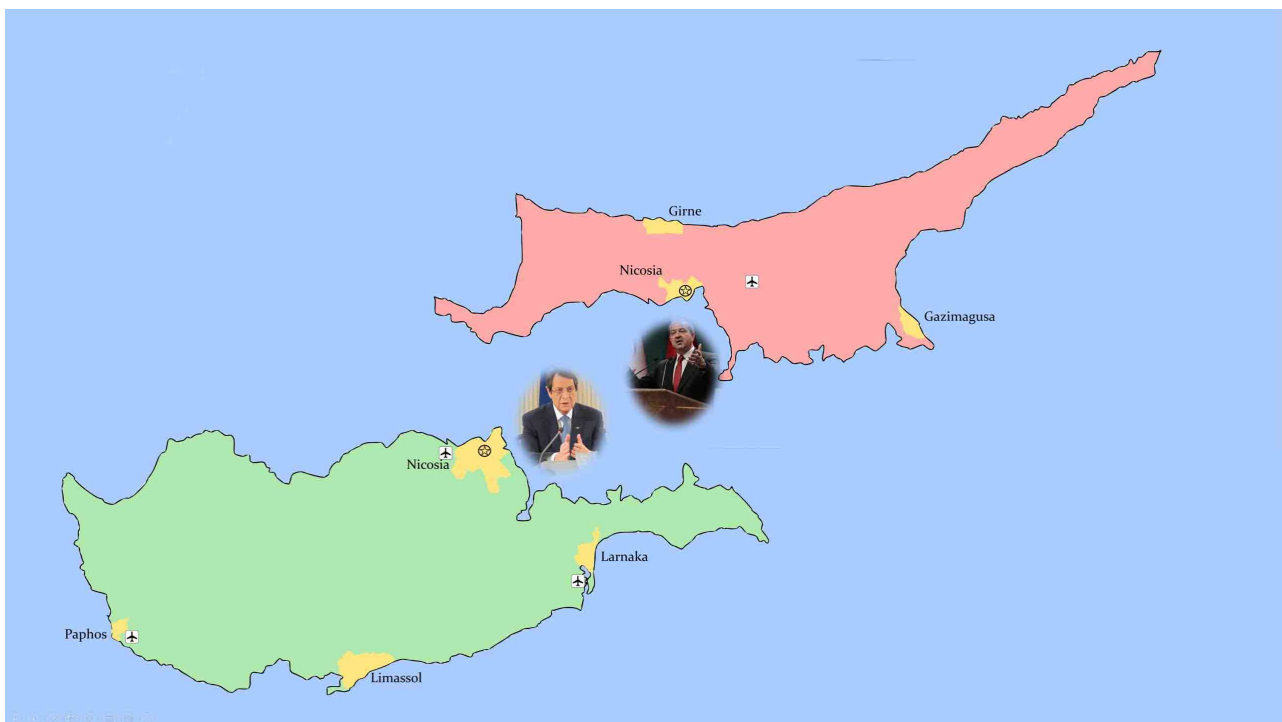 Girne
Nicosia
Gazimagusa
Nicosia
Larnaka
Paphos
Limassol